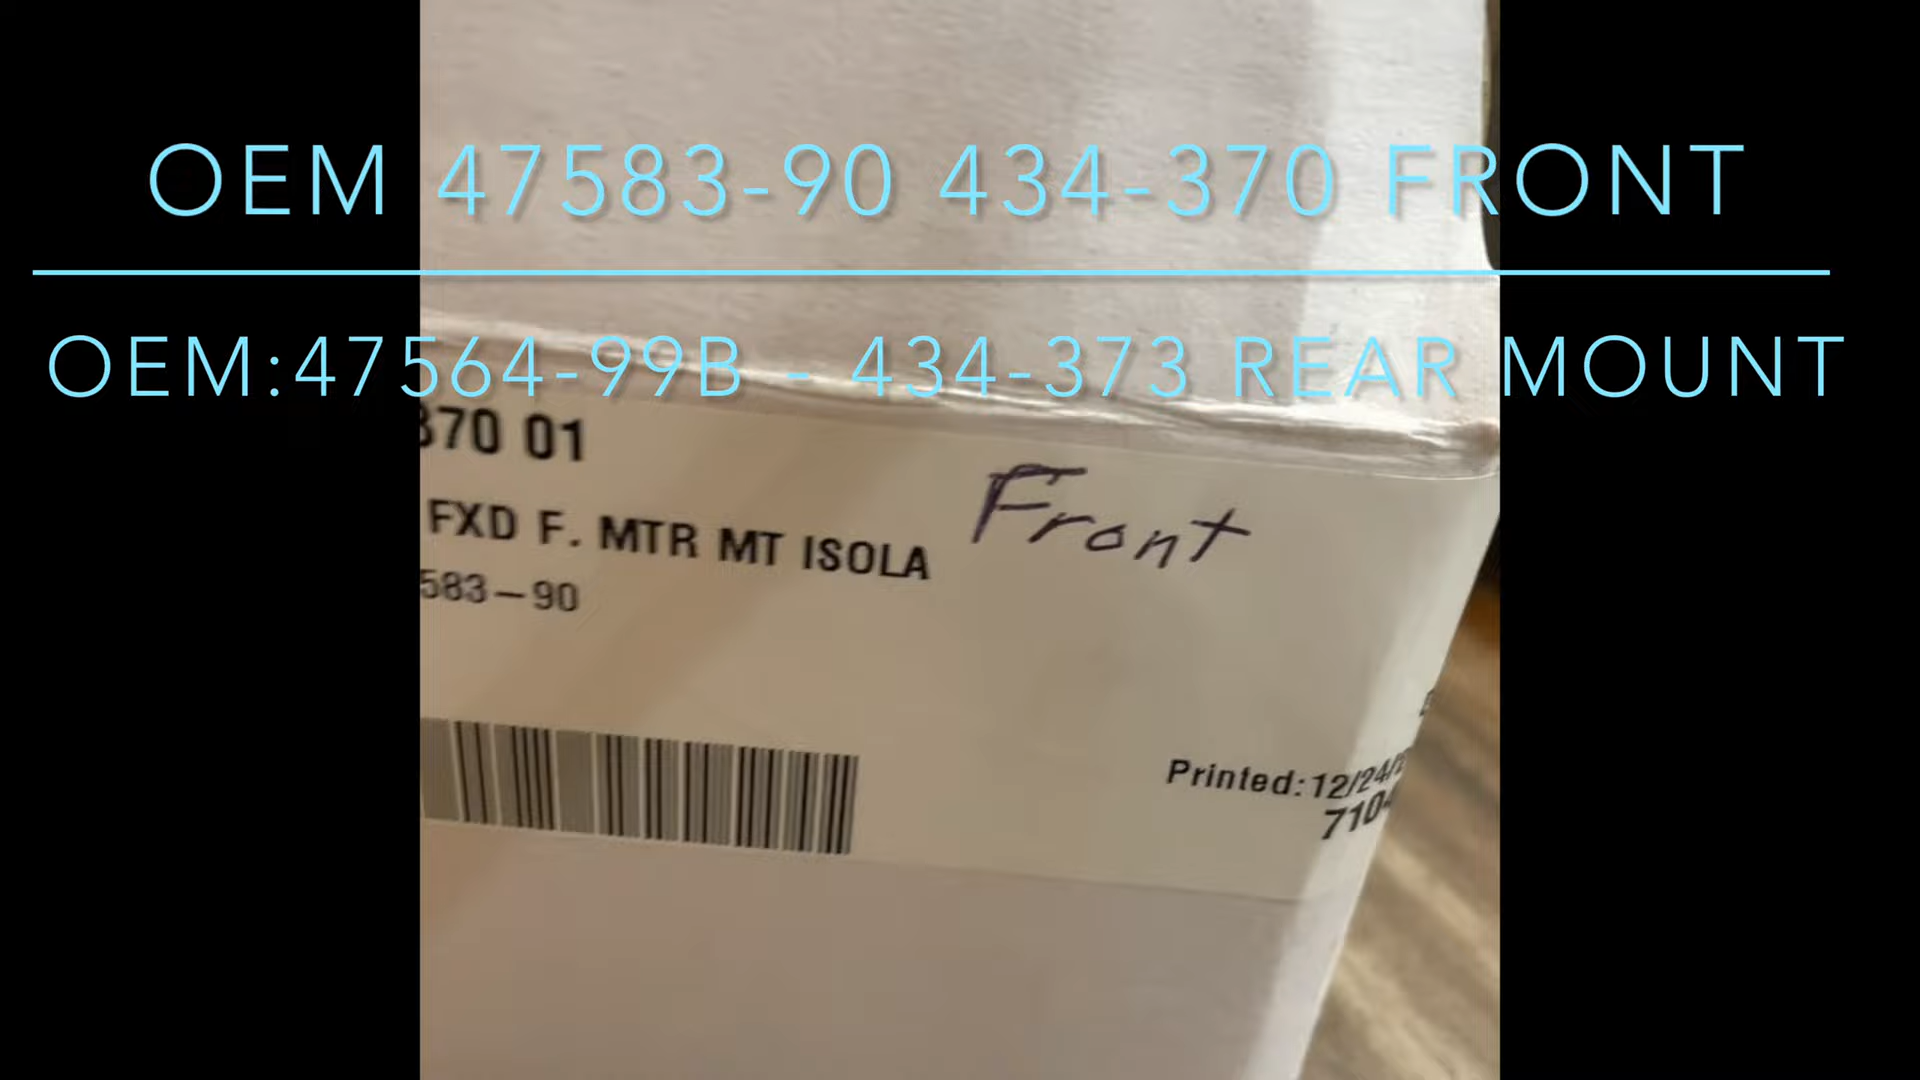 OEM 47583-90 434-370 FRONT
OEM:47564-99B - 434-373 REAR MOUNT
370 01
Front
FXD F. MTR MT ISOLA
583-90
Printed: 12/24/
7104